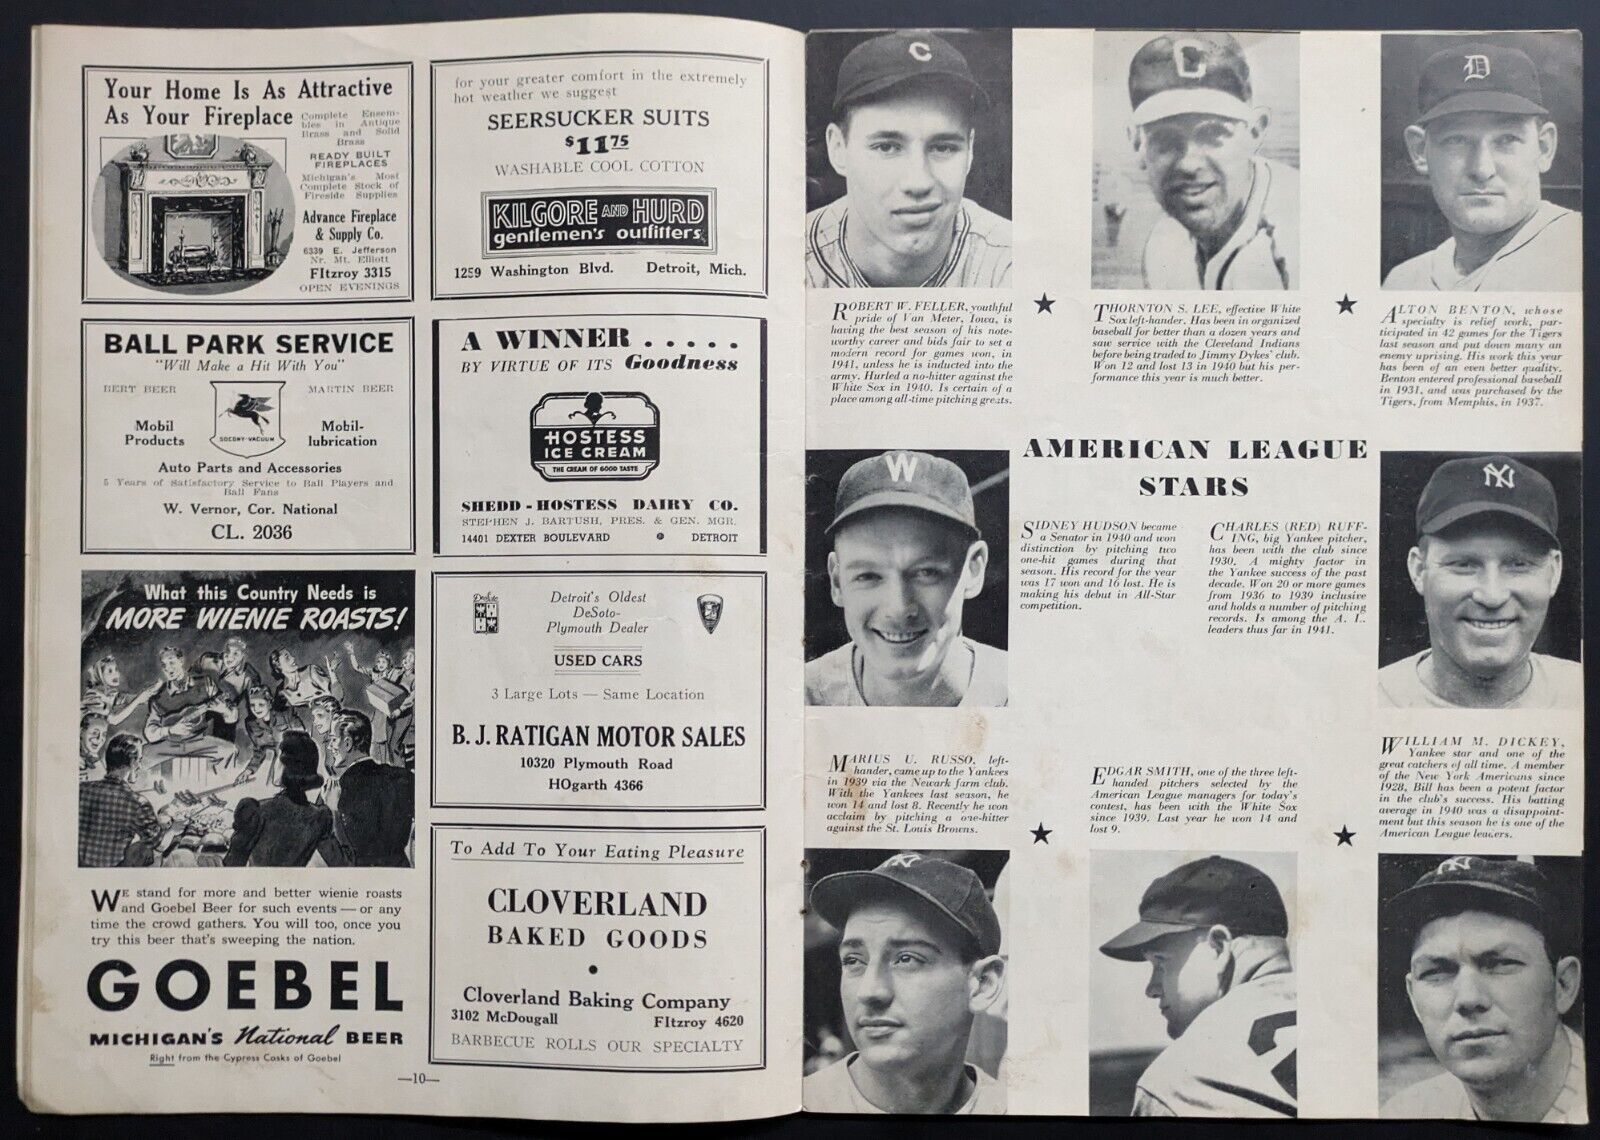 Your Home Is As Attractive
As Your Fireplace
Complete Ensem-
bles in Antique
Brass and Solid
Brass
READY BUILT
FIREPLACES
Michigan's Most
Complete Stock of
Fireside Supplies
Advance Fireplace
& Supply Co.
6339 E. Jefferson
Nr. Mt. Elliott
FItzroy 3315
OPEN EVENINGS
BALL PARK SERVICE
"Will Make a Hit With You"
BERT BEER
MARTIN BEER
Mobil
Products
SOCONY-VACUUM
Mobil-
lubrication
Auto Parts and Accessories
5 Years of Satisfactory Service to Ball Players and
Ball Fans
W. Vernor, Cor. National
CL. 2036
What this Country Needs is
MORE WIENIE ROASTS!
WE stand for more and better wienie roasts
and Goebel Beer for such events — or any
time the crowd gathers. You will too, once you
try this beer that's sweeping the nation.
GOEBEL
MICHIGAN'S National BEER
Right from the Cypress Casks of Goebel
for your greater comfort in the extremely
hot weather we suggest
SEERSUCKER SUITS
$11.75
WASHABLE COOL COTTON
KILGORE AND HURD
gentlemen's outfitters
1259 Washington Blvd. Detroit, Mich.
A WINNER . . . . .
BY VIRTUE OF ITS Goodness
HOSTESS
ICE CREAM
THE CREAM OF GOOD TASTE
SHEDD - HOSTESS DAIRY CO.
STEPHEN J. BARTUSH, PRES. & GEN. MGR.
14401 DEXTER BOULEVARD • DETROIT
DeSoto
Detroit's Oldest
DeSoto-
Plymouth Dealer
USED CARS
3 Large Lots — Same Location
B. J. RATIGAN MOTOR SALES
10320 Plymouth Road
HOgarth 4366
To Add To Your Eating Pleasure
CLOVERLAND
BAKED GOODS
•
Cloverland Baking Company
3102 McDougall FItzroy 4620
BARBECUE ROLLS OUR SPECIALTY
—10—
C
C
D
ROBERT W. FELLER, youthful
pride of Van Meter, Iowa, is
having the best season of his note-
worthy career and bids fair to set a
modern record for games won, in
1941, unless he is inducted into the
army. Hurled a no-hitter against the
White Sox in 1940. Is certain of a
place among all-time pitching greats.
THORNTON S. LEE, effective White
Sox left-hander. Has been in organized
baseball for better than a dozen years and
saw service with the Cleveland Indians
before being traded to Jimmy Dykes' club.
Won 12 and lost 13 in 1940 but his per-
formance this year is much better.
ALTON BENTON, whose
specialty is relief work, par-
ticipated in 42 games for the Tigers
last season and put down many an
enemy uprising. His work this year
has been of an even better quality.
Benton entered professional baseball
in 1931, and was purchased by the
Tigers, from Memphis, in 1937.
AMERICAN LEAGUE
STARS
W
NY
SIDNEY HUDSON became
a Senator in 1940 and won
distinction by pitching two
one-hit games during that
season. His record for the year
was 17 won and 16 lost. He is
making his debut in All-Star
competition.
CHARLES (RED) RUFF-
ING, big Yankee pitcher,
has been with the club since
1930. A mighty factor in
the Yankee success of the past
decade. Won 20 or more games
from 1936 to 1939 inclusive
and holds a number of pitching
records. Is among the A. L.
leaders thus far in 1941.
MARIUS U. RUSSO, left-
hander, came up to the Yankees
in 1939 via the Newark farm club.
With the Yankees last season, he
won 14 and lost 8. Recently he won
acclaim by pitching a one-hitter
against the St. Louis Browns.
EDGAR SMITH, one of the three left-
handed pitchers selected by the
American League managers for today's
contest, has been with the White Sox
since 1939. Last year he won 14 and
lost 9.
WILLIAM M. DICKEY,
Yankee star and one of the
great catchers of all time. A member
of the New York Americans since
1928, Bill has been a potent factor
in the club's success. His batting
average in 1940 was a disappoint-
ment but this season he is one of the
American League leaders.
NY
2
NY